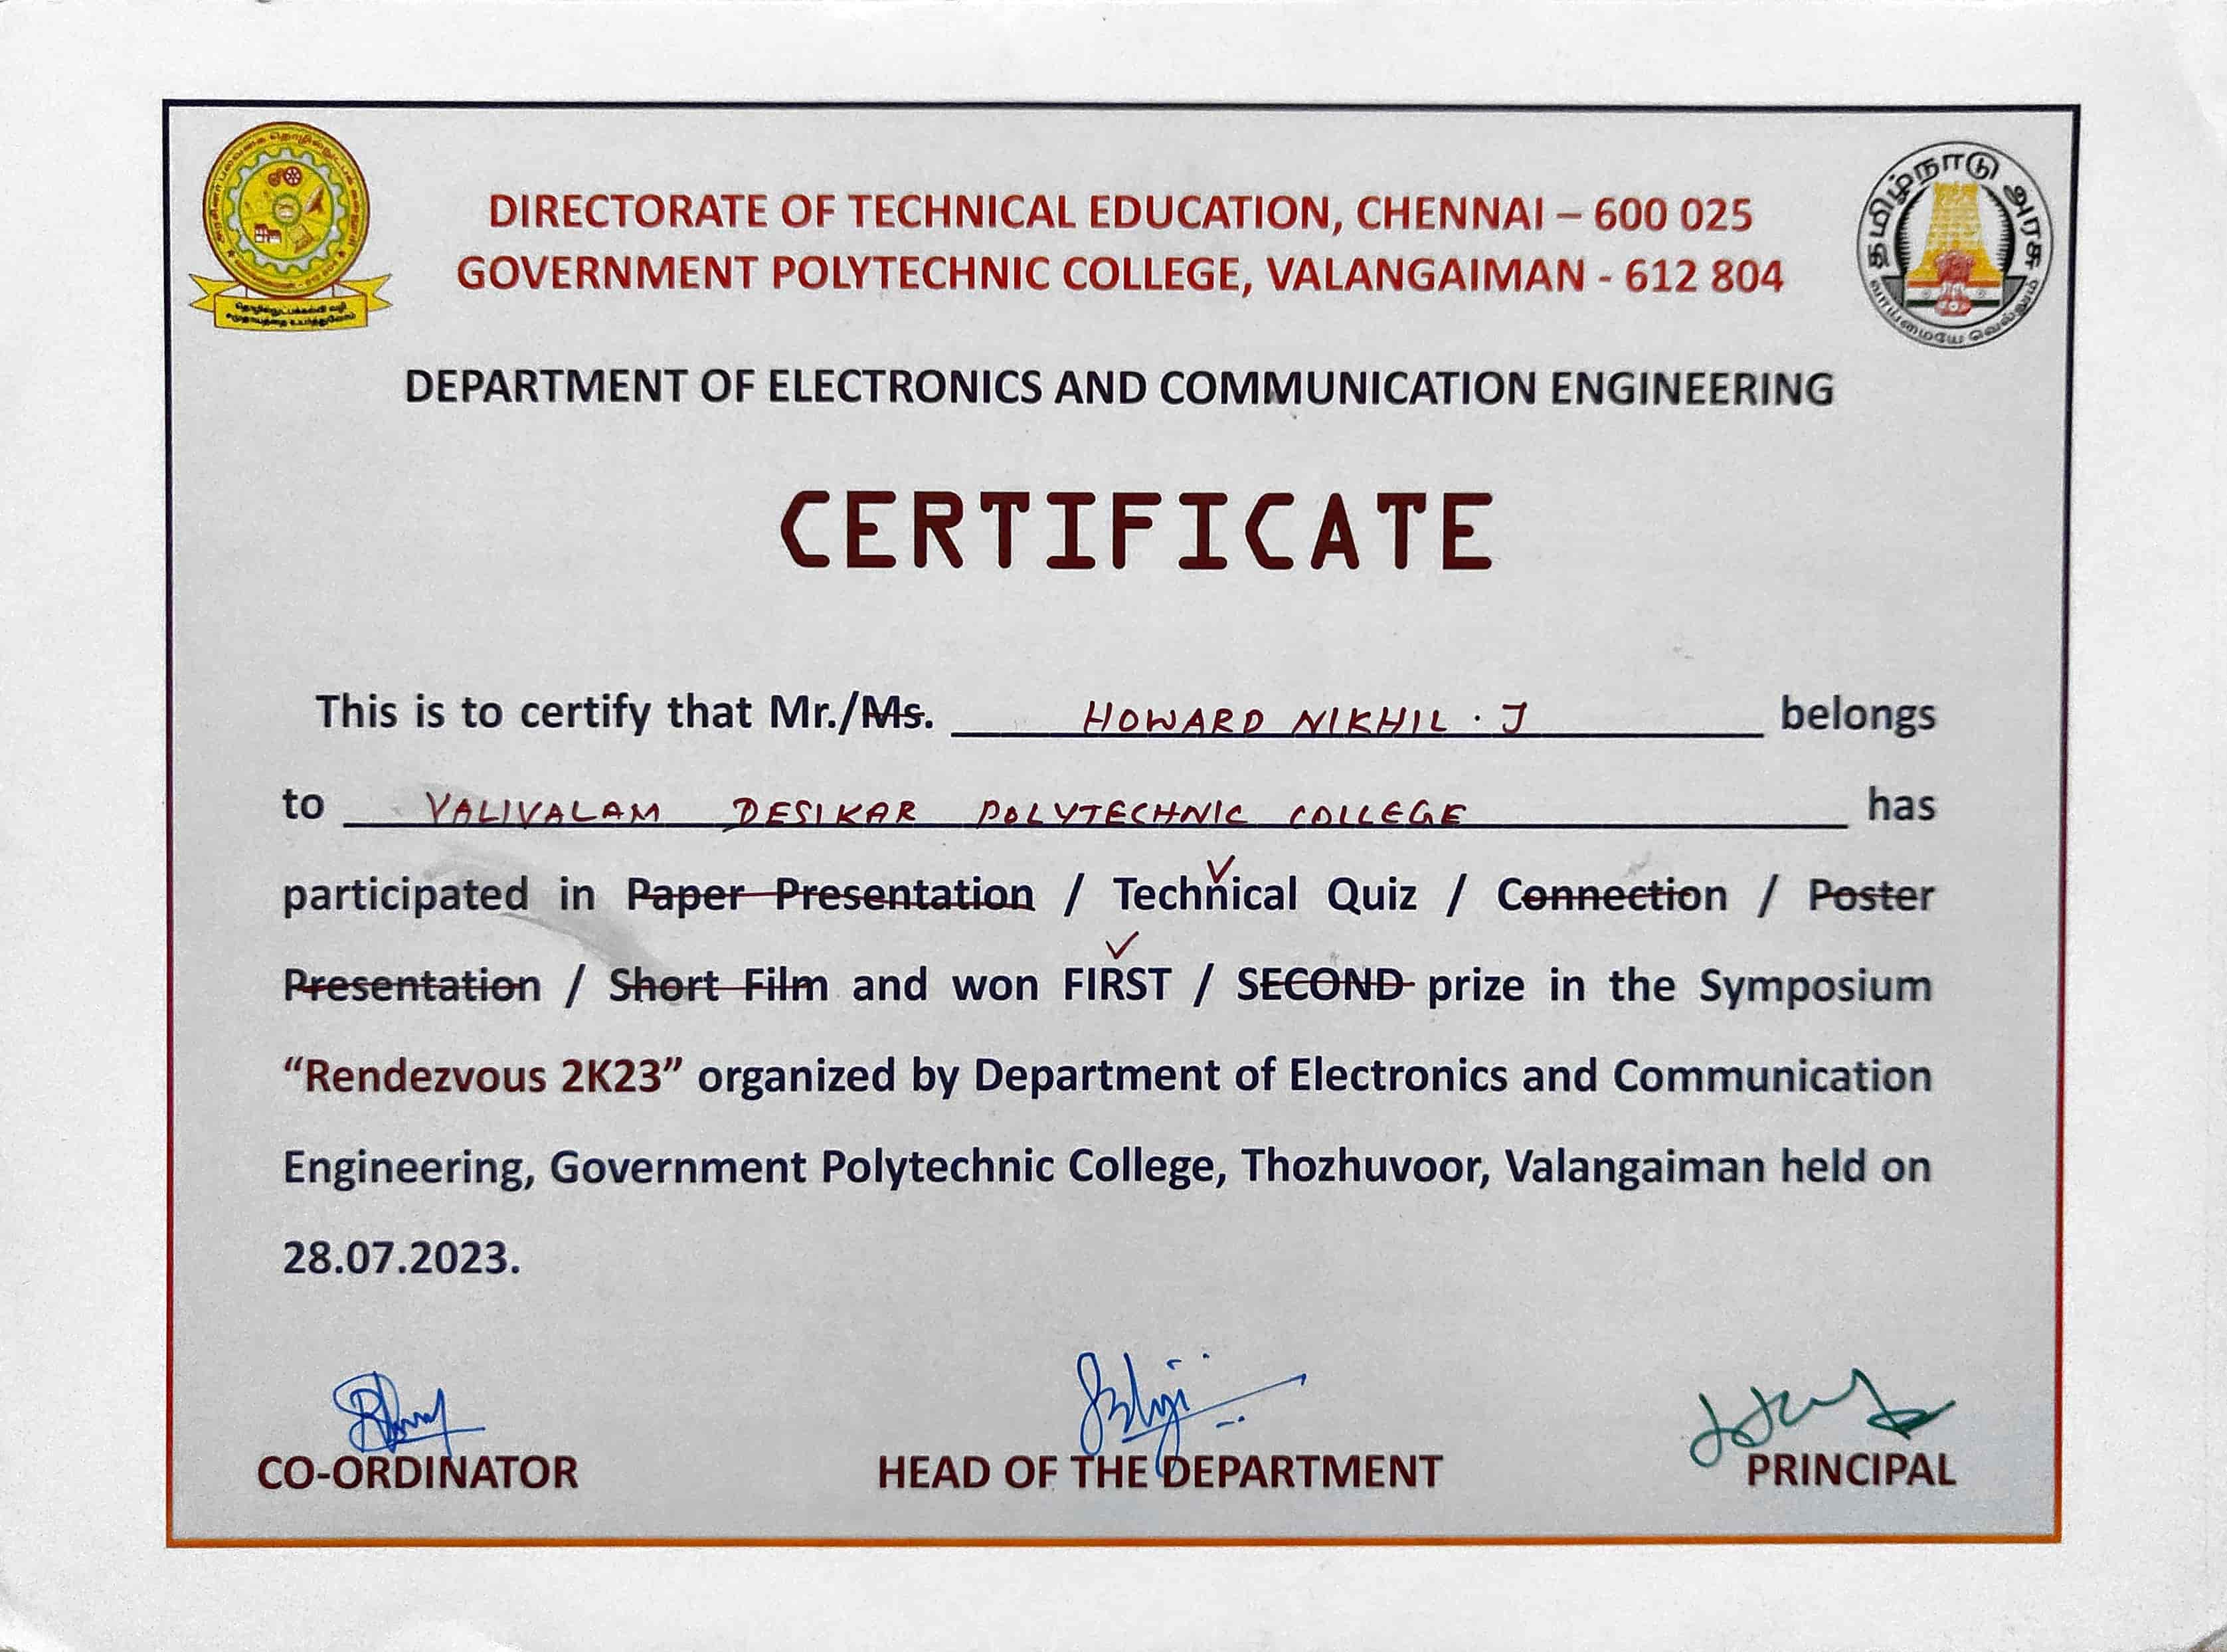 DIRECTORATE OF TECHNICAL EDUCATION, CHENNAI – 600 025
GOVERNMENT POLYTECHNIC COLLEGE, VALANGAIMAN - 612 804
தமிழ்நாடு அரசு
வாய்மையே வெல்லும்
DEPARTMENT OF ELECTRONICS AND COMMUNICATION ENGINEERING
CERTIFICATE
This is to certify that Mr./Ms. HOWARD NIKHIL . J belongs
to VALIVALAM DESIKAR POLYTECHNIC COLLEGE has
participated in Paper Presentation / Technical Quiz / Connection / Poster
Presentation / Short Film and won FIRST / SECOND prize in the Symposium
“Rendezvous 2K23” organized by Department of Electronics and Communication
Engineering, Government Polytechnic College, Thozhuvoor, Valangaiman held on
28.07.2023.
CO-ORDINATOR
HEAD OF THE DEPARTMENT
PRINCIPAL